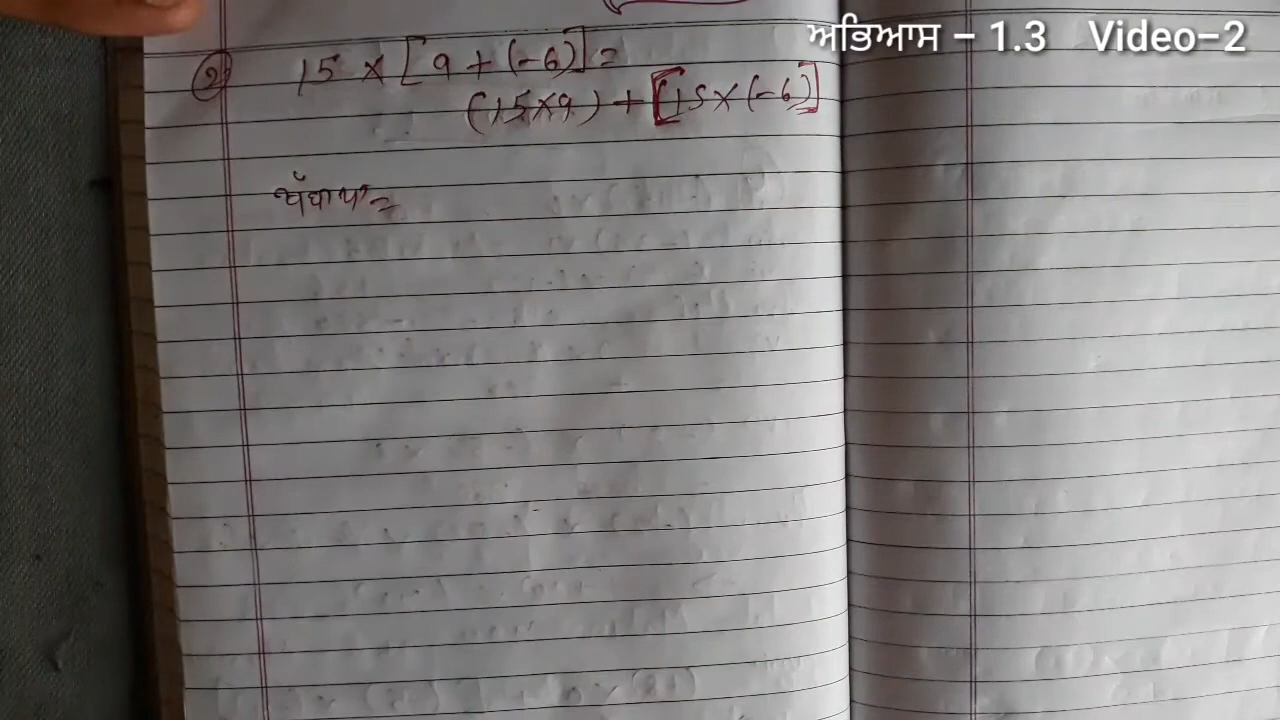 ਅਭਿਆਸ – 1.3 Video–2
② 15 × [9 + (-6)] =
(15×9) + [15 × (-6)]
ਖੱਬਾ ਪਾ =